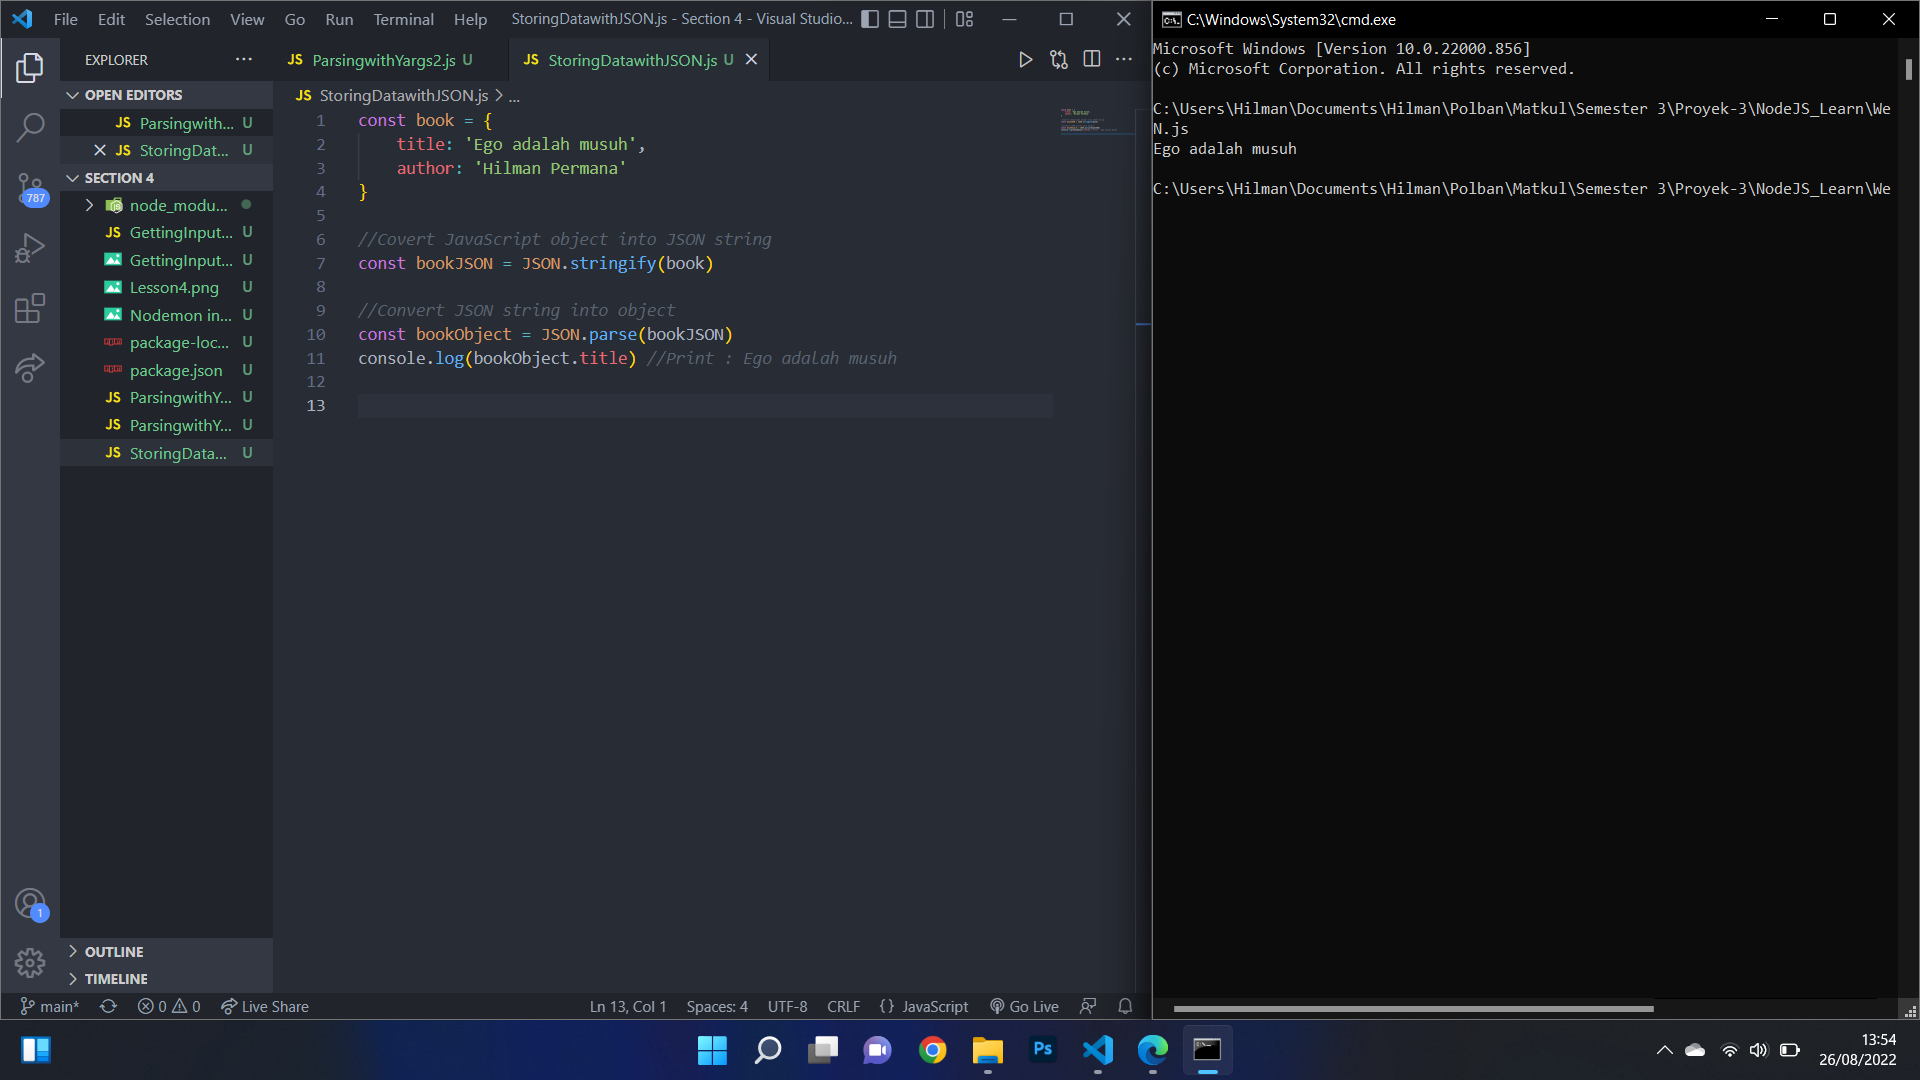 File Edit Selection View Go Run Terminal Help StoringDatawithJSON.js - Section 4 - Visual Studio...
EXPLORER
OPEN EDITORS
JS Parsingwith... U
JS StoringDat... U
SECTION 4
787
node_modu...
JS GettingInput... U
GettingInput... U
Lesson4.png U
Nodemon in... U
package-loc... U
package.json U
JS ParsingwithY... U
JS ParsingwithY... U
JS StoringData... U
1
OUTLINE
TIMELINE
JS ParsingwithYargs2.js U
JS StoringDatawithJSON.js U
JS StoringDatawithJSON.js > ...
1 const book = {
2 title: 'Ego adalah musuh',
3 author: 'Hilman Permana'
4 }
5
6 //Covert JavaScript object into JSON string
7 const bookJSON = JSON.stringify(book)
8
9 //Convert JSON string into object
10 const bookObject = JSON.parse(bookJSON)
11 console.log(bookObject.title) //Print : Ego adalah musuh
12
13
main* 0 0 Live Share Ln 13, Col 1 Spaces: 4 UTF-8 CRLF {} JavaScript Go Live
C:\Windows\System32\cmd.exe
Microsoft Windows [Version 10.0.22000.856]
(c) Microsoft Corporation. All rights reserved.
C:\Users\Hilman\Documents\Hilman\Polban\Matkul\Semester 3\Proyek-3\NodeJS_Learn\We
N.js
Ego adalah musuh
C:\Users\Hilman\Documents\Hilman\Polban\Matkul\Semester 3\Proyek-3\NodeJS_Learn\We
Ps
13:54
26/08/2022